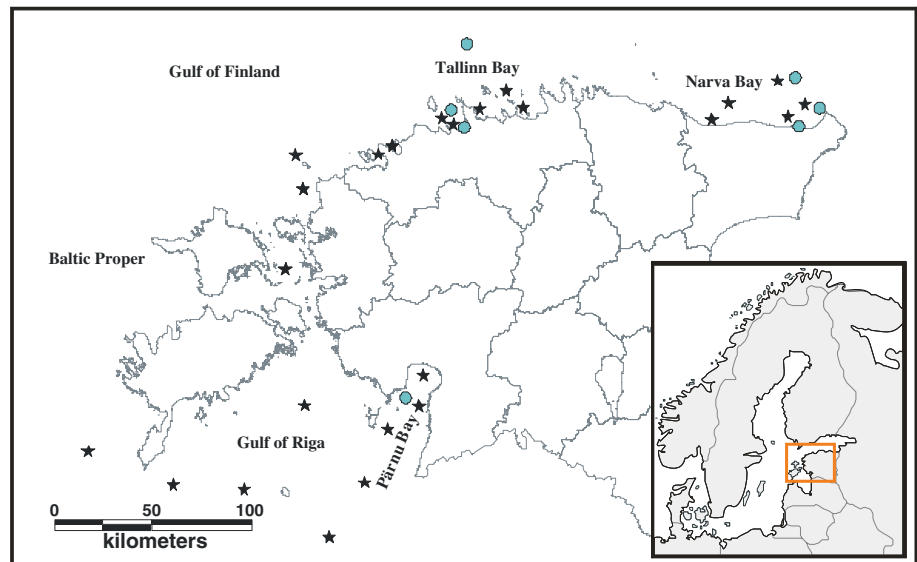 Gulf of Finland
Tallinn Bay
Narva Bay
Baltic Proper
Gulf of Riga
Pärnu Bay
0 50 100
kilometers